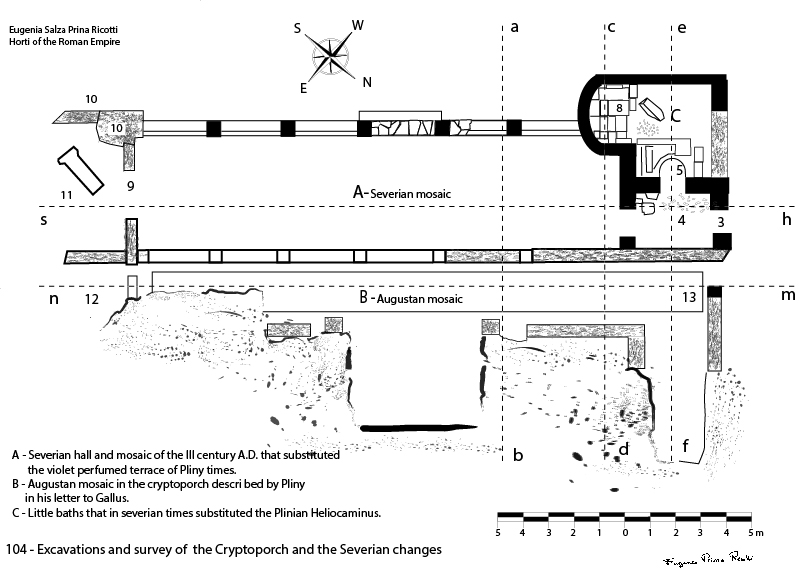 Eugenia Salza Prina Ricotti
Horti of the Roman Empire
S W
E N
a c e
10
10
11
9
8
C
5
4 3
A- Severian mosaic
s h
n 12 B - Augustan mosaic 13 m
b d f
A - Severian hall and mosaic of the III century A.D. that substituted
the violet perfumed terrace of Pliny times.
B - Augustan mosaic in the cryptoporch descri bed by Pliny
in his letter to Gallus.
C - Little baths that in severian times substituted the Plinian Heliocaminus.
5 4 3 2 1 0 1 2 3 4 5 m
104 - Excavations and survey of the Cryptoporch and the Severian changes
Eugenia Prina Ricotti